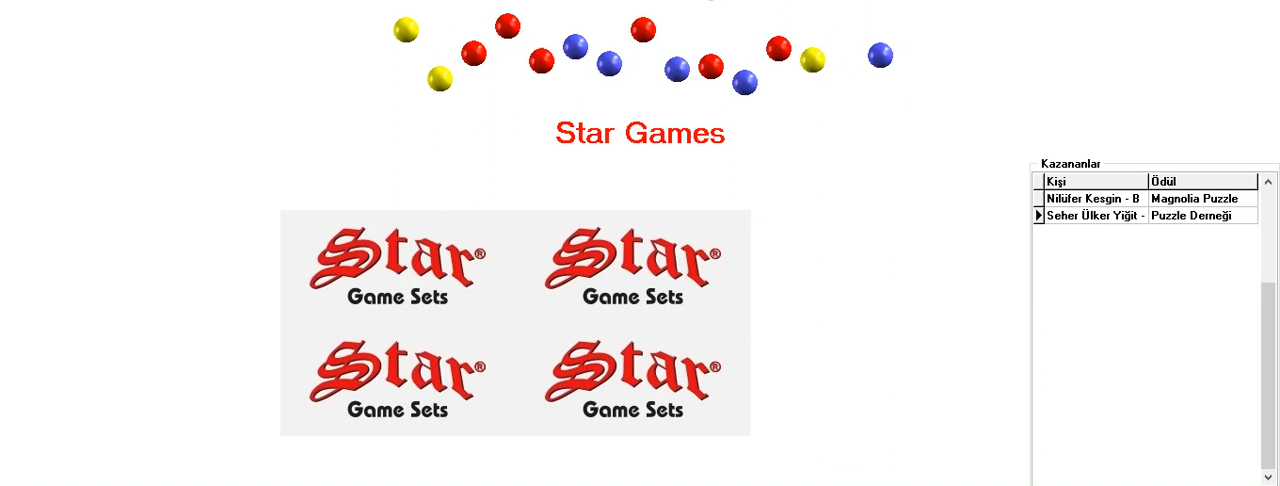 Star Games
Kazananlar
Kişi Ödül
Nilüfer Kesgin - B Magnolia Puzzle
Seher Ülker Yiğit - Puzzle Derneği
Star® Star®
Game Sets Game Sets
Star® Star®
Game Sets Game Sets